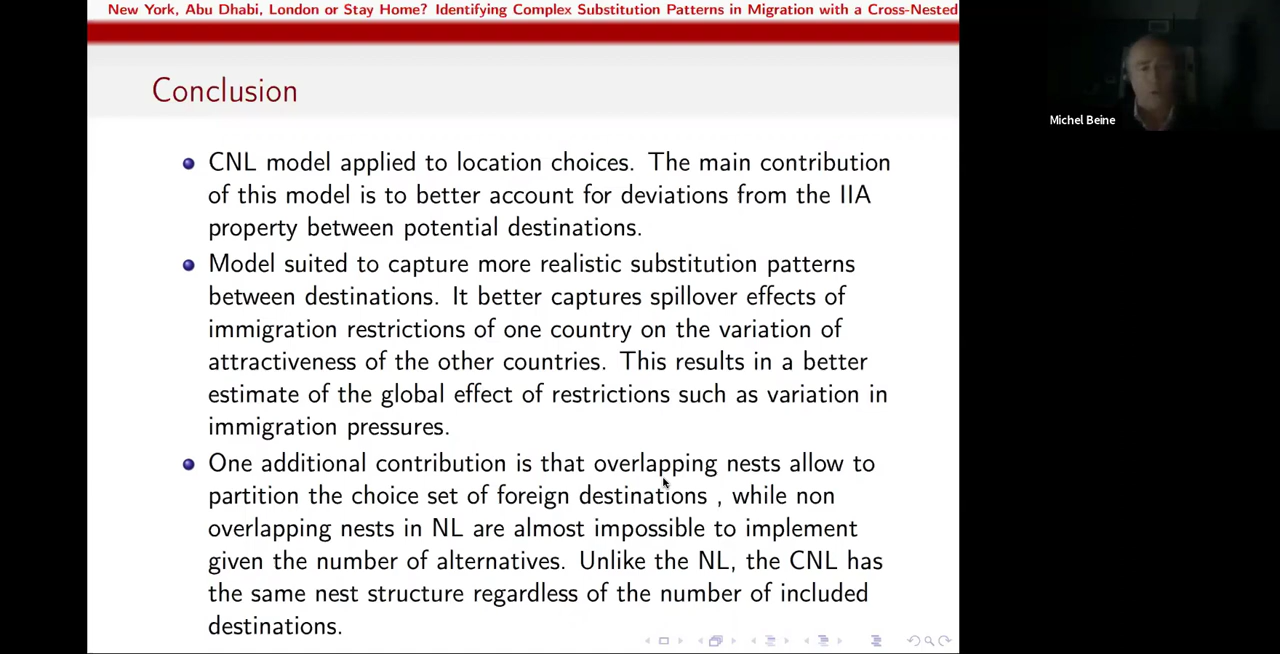 New York, Abu Dhabi, London or Stay Home? Identifying Complex Substitution Patterns in Migration with a Cross-Nested
Michel Beine
Conclusion
CNL model applied to location choices. The main contribution
of this model is to better account for deviations from the IIA
property between potential destinations.
Model suited to capture more realistic substitution patterns
between destinations. It better captures spillover effects of
immigration restrictions of one country on the variation of
attractiveness of the other countries. This results in a better
estimate of the global effect of restrictions such as variation in
immigration pressures.
One additional contribution is that overlapping nests allow to
partition the choice set of foreign destinations , while non
overlapping nests in NL are almost impossible to implement
given the number of alternatives. Unlike the NL, the CNL has
the same nest structure regardless of the number of included
destinations.